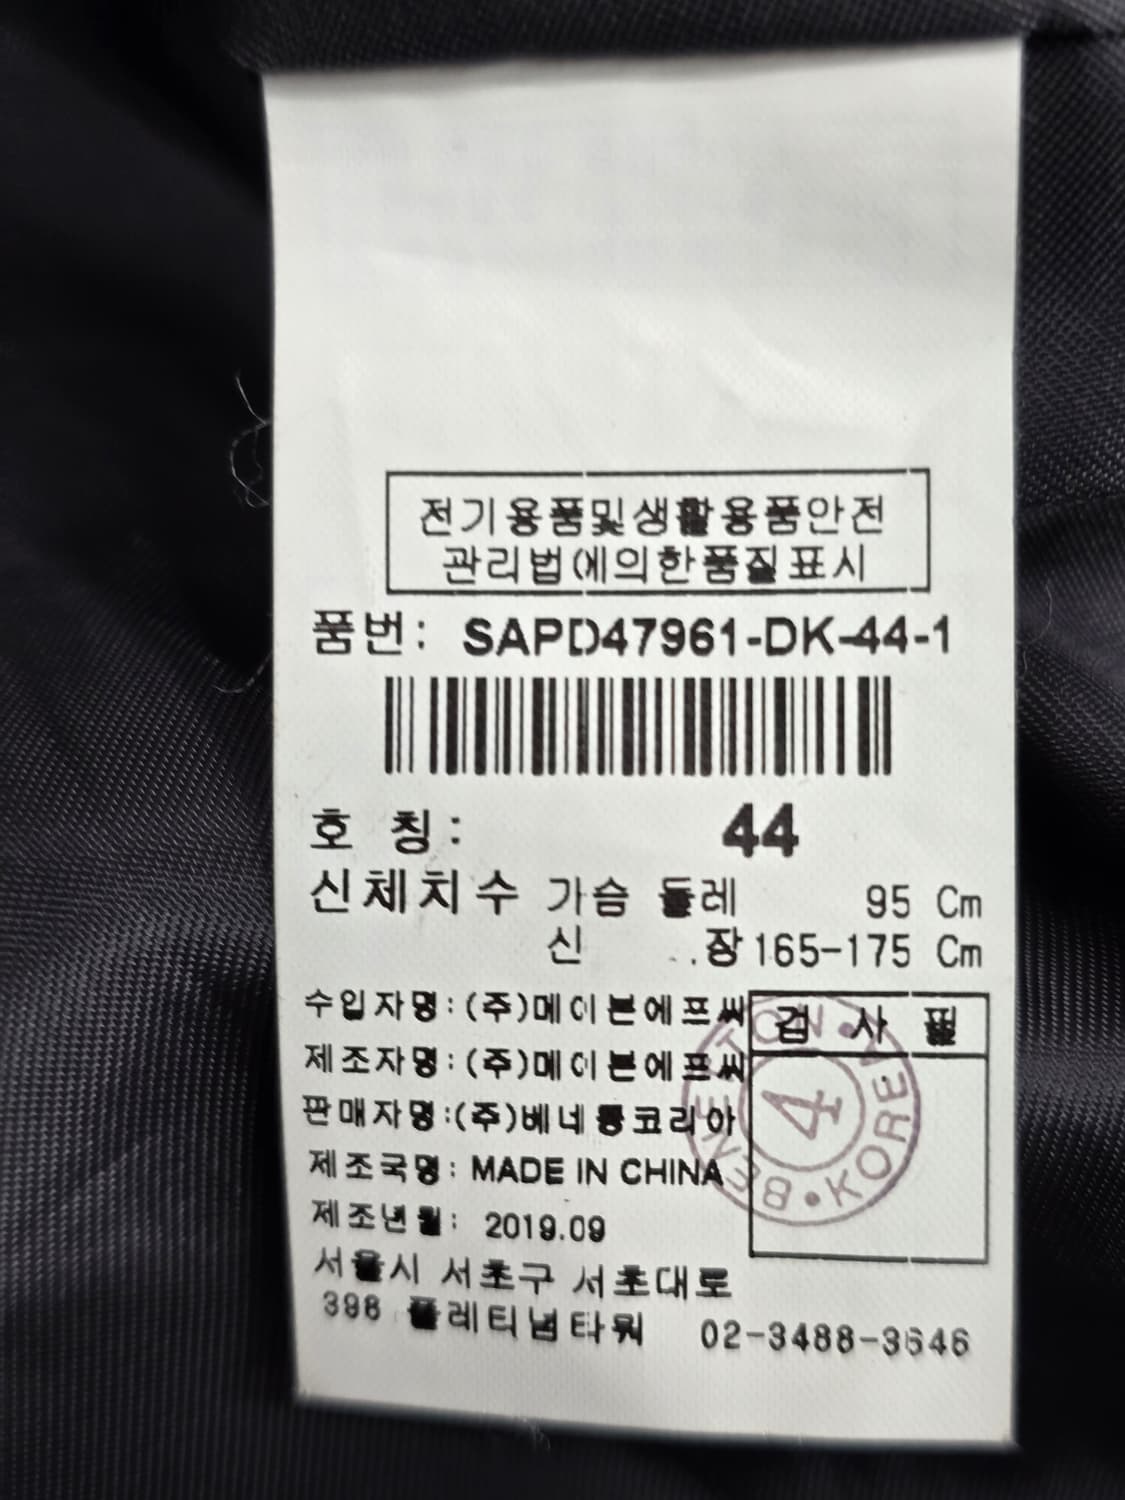 전기용품및생활용품안전
관리법에의한품질표시
품번: SAPD47961-DK-44-1
호 칭: 44
신체치수 가슴 둘레 95 Cm
신 장 165-175 Cm
수입자명:(주)메이븐에프씨
제조자명:(주)메이븐에프씨
판매자명:(주)베네통코리아
제조국명: MADE IN CHINA
제조년월: 2019.09
서울시 서초구 서초대로
398 플레티넘타워 02-3488-3646
검 사 필
BENETTON • KOREA •
4